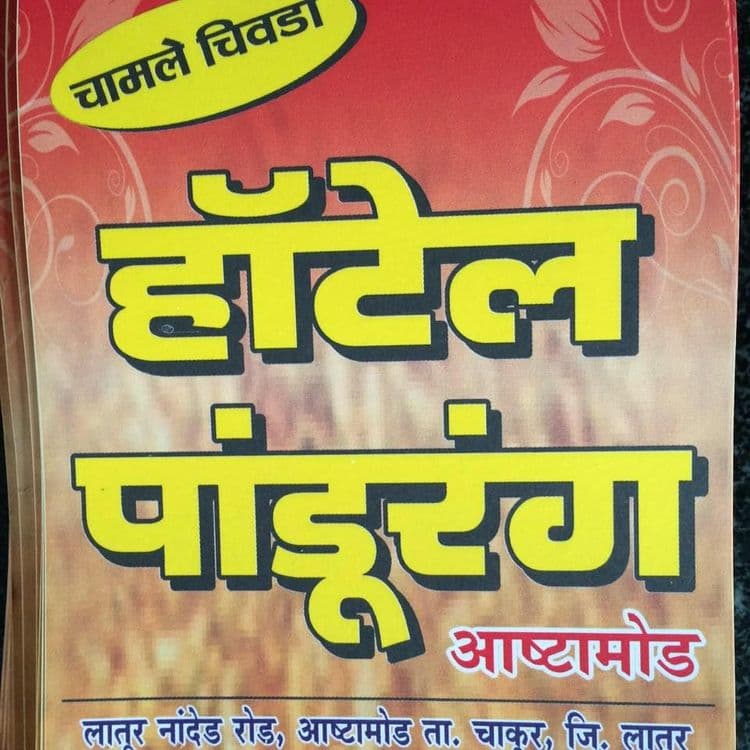 चामले चिवडा
हॉटेल
पांडूरंग
आष्टामोड
लातूर नांदेड रोड, आष्टामोड ता. चाकुर, जि. लातूर